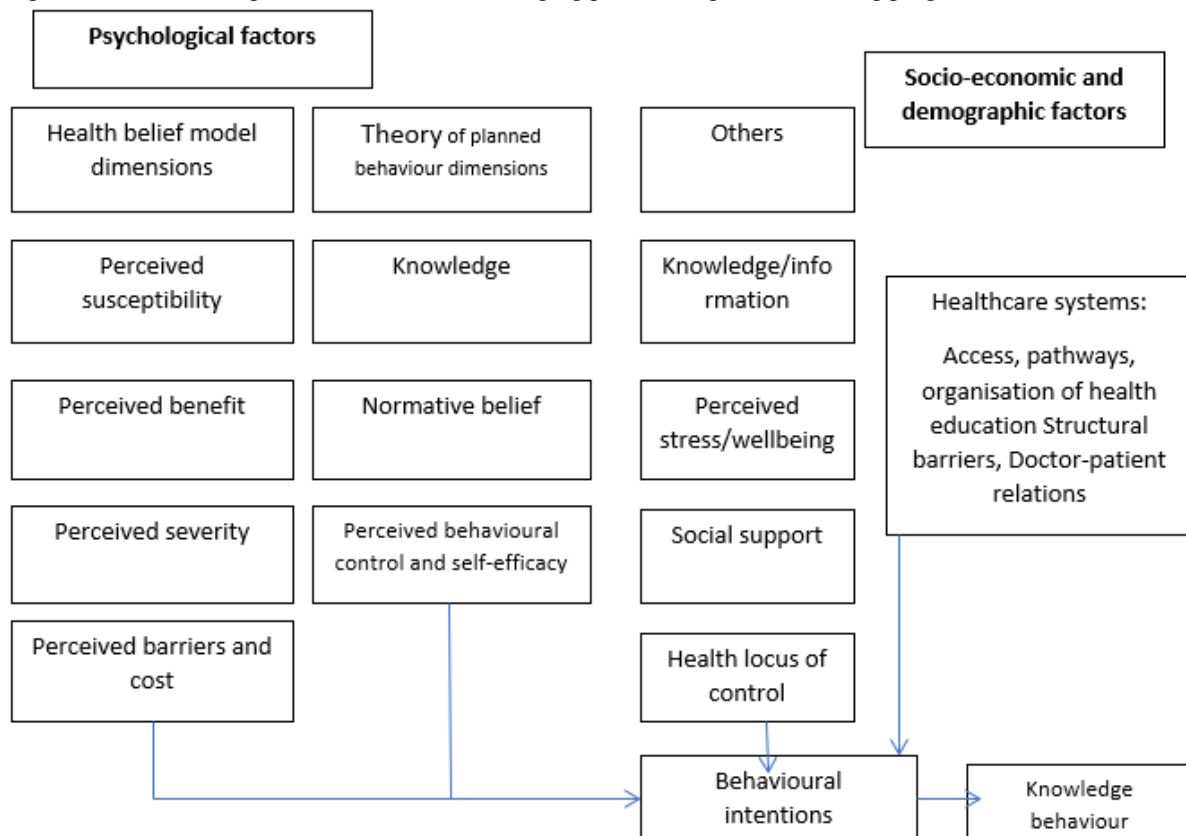 Psychological factors
Socio-economic and
demographic factors
Health belief model
dimensions
Theory of planned
behaviour dimensions
Others
Perceived
susceptibility
Knowledge
Knowledge/info
rmation
Healthcare systems:
Access, pathways,
organisation of health
education Structural
barriers, Doctor-patient
relations
Perceived benefit
Normative belief
Perceived
stress/wellbeing
Perceived severity
Perceived behavioural
control and self-efficacy
Social support
Perceived barriers and
cost
Health locus of
control
Behavioural
intentions
Knowledge
behaviour